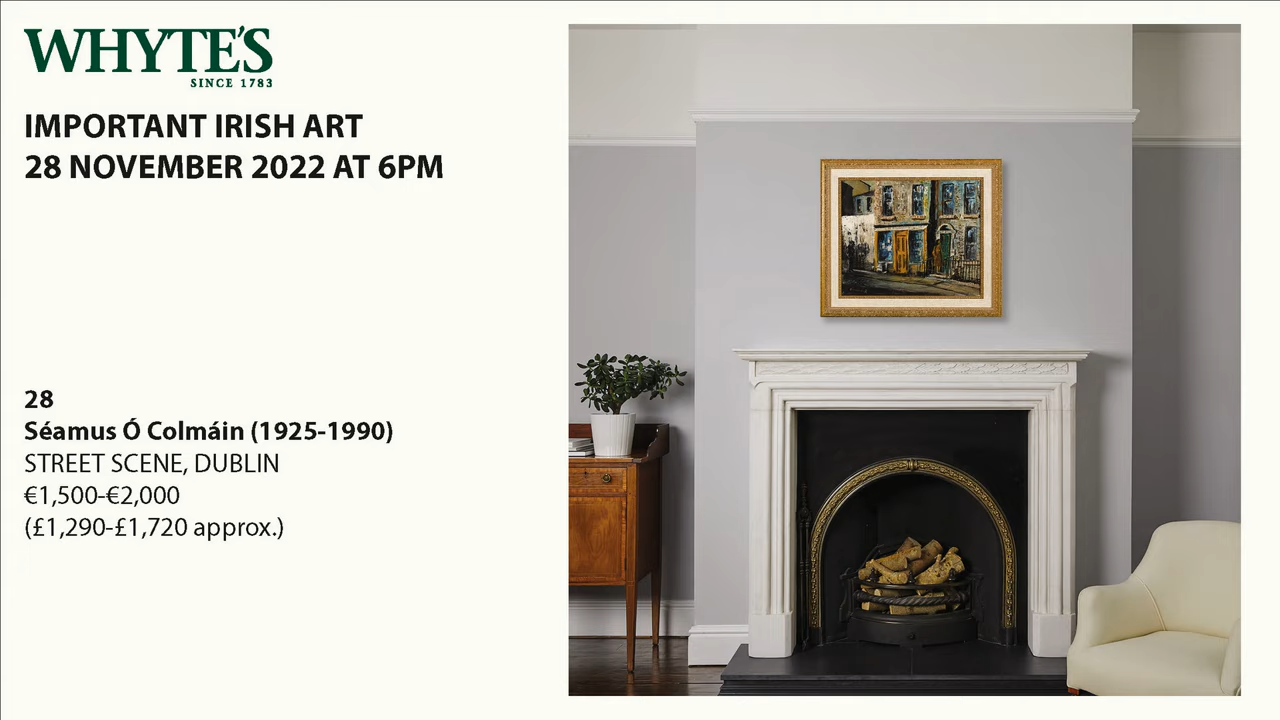 WHYTE'S
SINCE 1783
IMPORTANT IRISH ART
28 NOVEMBER 2022 AT 6PM
28
Séamus Ó Colmáin (1925-1990)
STREET SCENE, DUBLIN
€1,500-€2,000
(£1,290-£1,720 approx.)